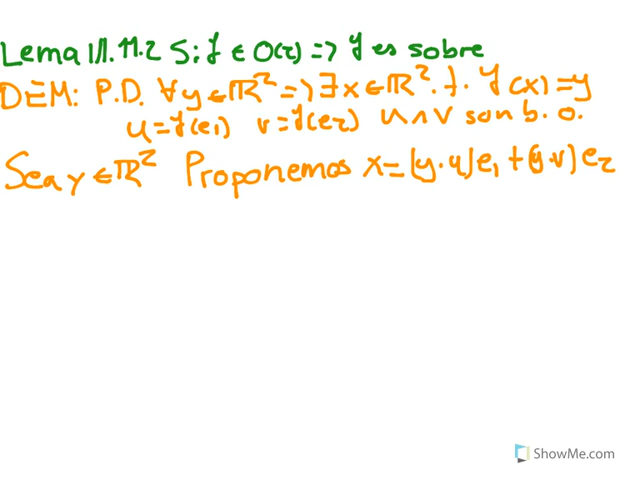 Lema III.11.2 Si f ∈ O(2) => f es sobre
DEM: P.D. ∀y∈ℝ² => ∃x∈ℝ² . t. f(x)=y
u=f(e₁) v=f(e₂) u ∧ v son b. o.
Sea y ∈ ℝ² Proponemos x=(y·u)e₁+(y·v)e₂
ShowMe.com